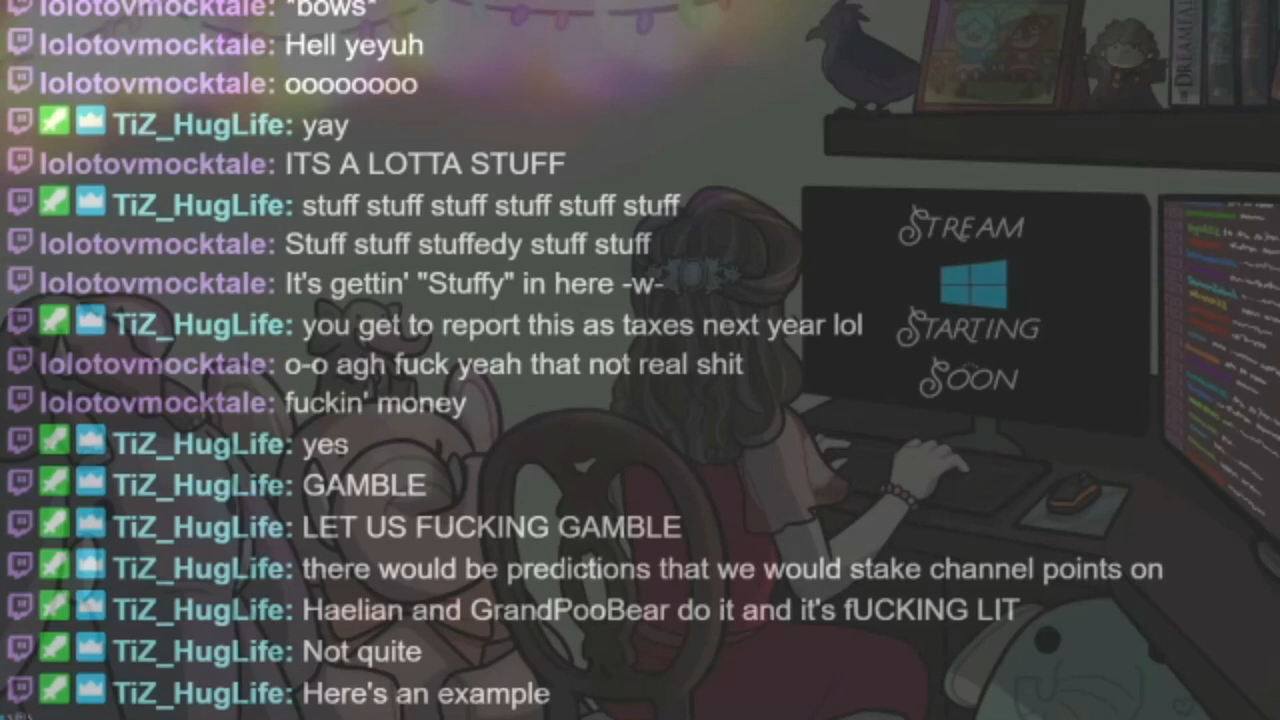 lolotovmocktale: *bows*
lolotovmocktale: Hell yeyuh
lolotovmocktale: oooooooo
TiZ_HugLife: yay
lolotovmocktale: ITS A LOTTA STUFF
TiZ_HugLife: stuff stuff stuff stuff stuff stuff
lolotovmocktale: Stuff stuff stuffedy stuff stuff
lolotovmocktale: It's gettin' "Stuffy" in here -w-
TiZ_HugLife: you get to report this as taxes next year lol
lolotovmocktale: o-o agh fuck yeah that not real shit
lolotovmocktale: fuckin' money
TiZ_HugLife: yes
TiZ_HugLife: GAMBLE
TiZ_HugLife: LET US FUCKING GAMBLE
TiZ_HugLife: there would be predictions that we would stake channel points on
TiZ_HugLife: Haelian and GrandPooBear do it and it's fUCKING LIT
TiZ_HugLife: Not quite
TiZ_HugLife: Here's an example
STREAM
STARTING
SOON